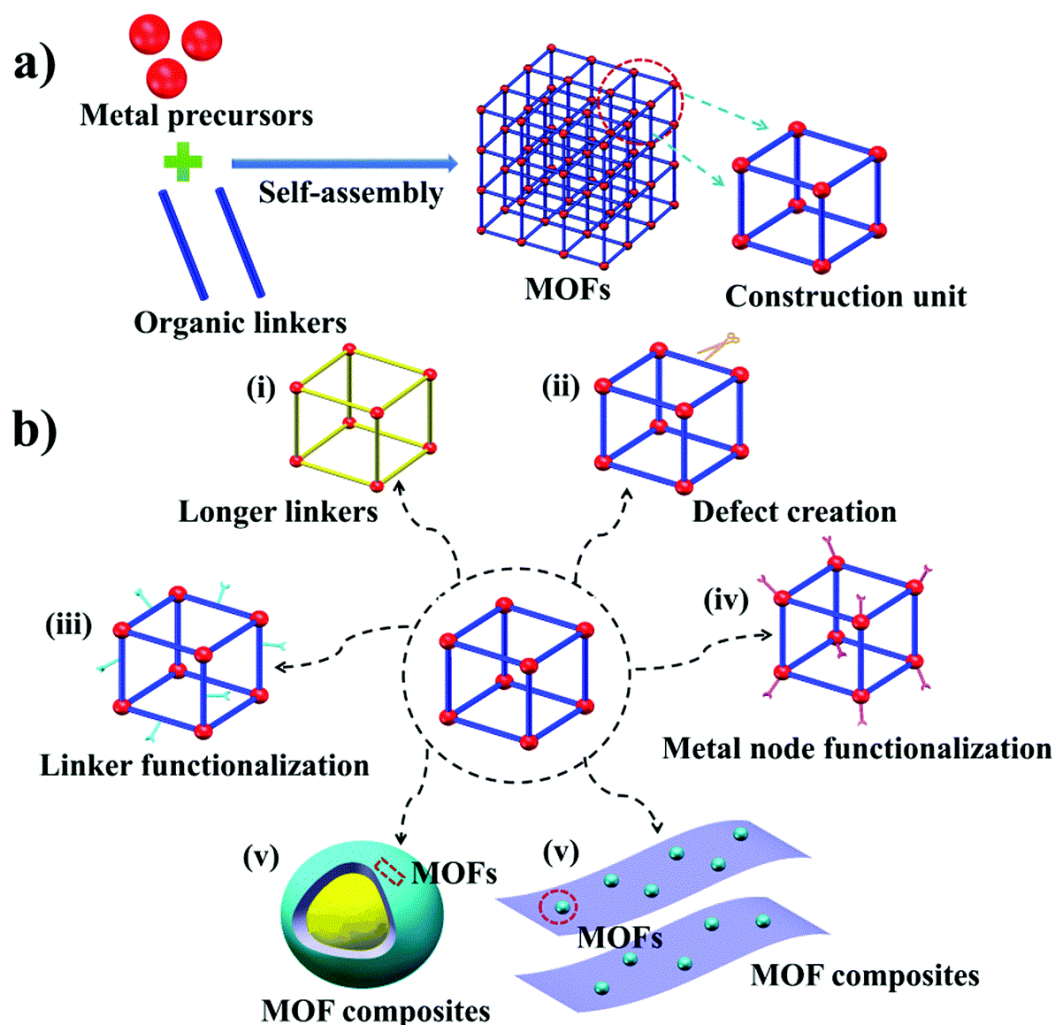 a)
Metal precursors
Self-assembly
Organic linkers
MOFs
Construction unit
b)
(i)
Longer linkers
(ii)
Defect creation
(iii)
Linker functionalization
(iv)
Metal node functionalization
(v)
MOFs
MOF composites
(v)
MOFs
MOF composites